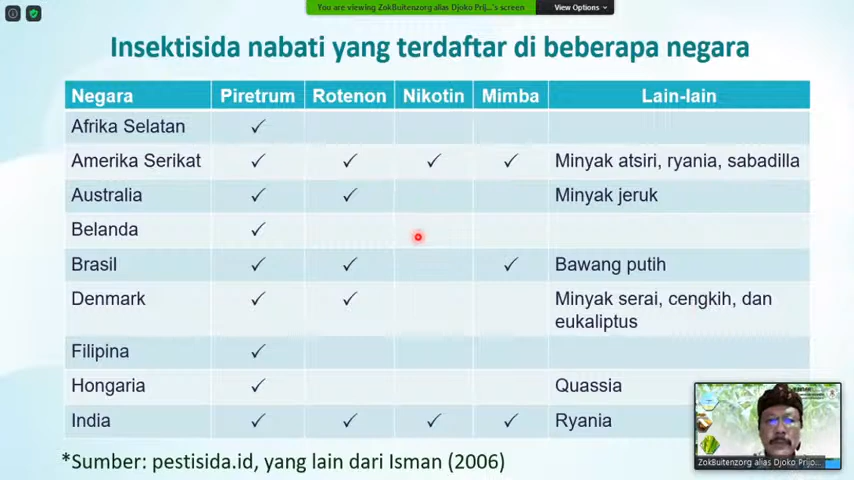 You are viewing ZokBuitenzorg alias Djoko Prij...'s screen
View Options
Insektisida nabati yang terdaftar di beberapa negara
Negara Piretrum Rotenon Nikotin Mimba Lain-lain
Afrika Selatan ✓
Amerika Serikat ✓ ✓ ✓ ✓ Minyak atsiri, ryania, sabadilla
Australia ✓ ✓ Minyak jeruk
Belanda ✓
Brasil ✓ ✓ ✓ Bawang putih
Denmark ✓ ✓ Minyak serai, cengkih, dan
eukaliptus
Filipina ✓
Hongaria ✓ Quassia
India ✓ ✓ ✓ ✓ Ryania
*Sumber: pestisida.id, yang lain dari Isman (2006)
ZokBuitenzorg alias Djoko Prijo...